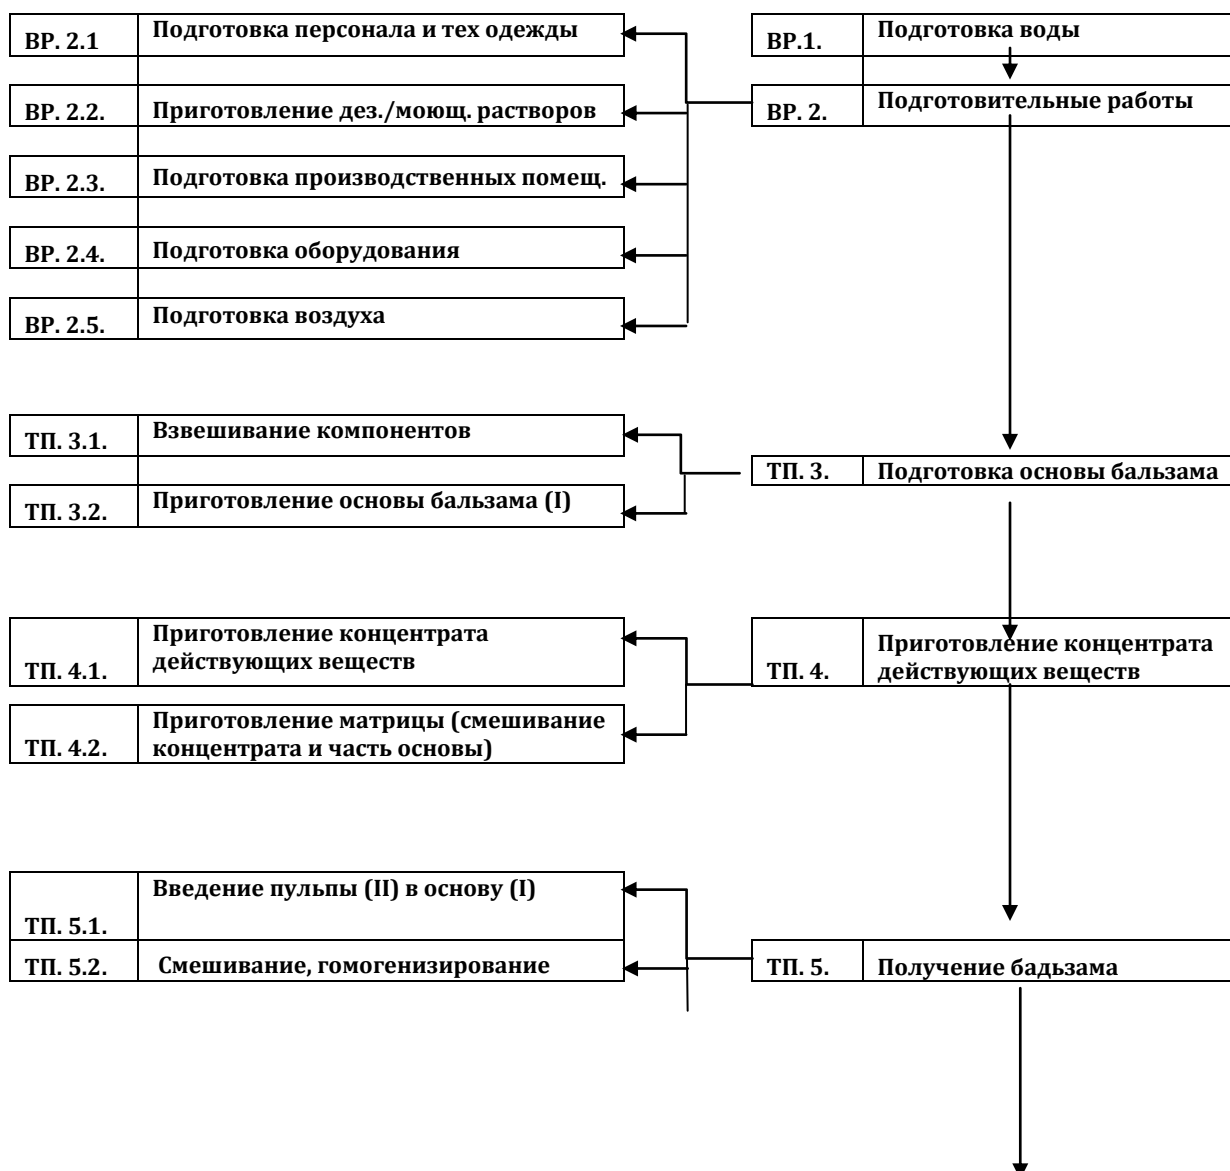 ВР. 2.1 Подготовка персонала и тех одежды
ВР.1. Подготовка воды
ВР. 2.2. Приготовление дез./моющ. растворов
ВР. 2. Подготовительные работы
ВР. 2.3. Подготовка производственных помещ.
ВР. 2.4. Подготовка оборудования
ВР. 2.5. Подготовка воздуха
ТП. 3.1. Взвешивание компонентов
ТП. 3. Подготовка основы бальзама
ТП. 3.2. Приготовление основы бальзама (I)
ТП. 4.1. Приготовление концентрата
действующих веществ
ТП. 4. Приготовление концентрата
действующих веществ
ТП. 4.2. Приготовление матрицы (смешивание
концентрата и часть основы)
ТП. 5.1. Введение пульпы (II) в основу (I)
ТП. 5.2. Смешивание, гомогенизирование
ТП. 5. Получение бадьзама